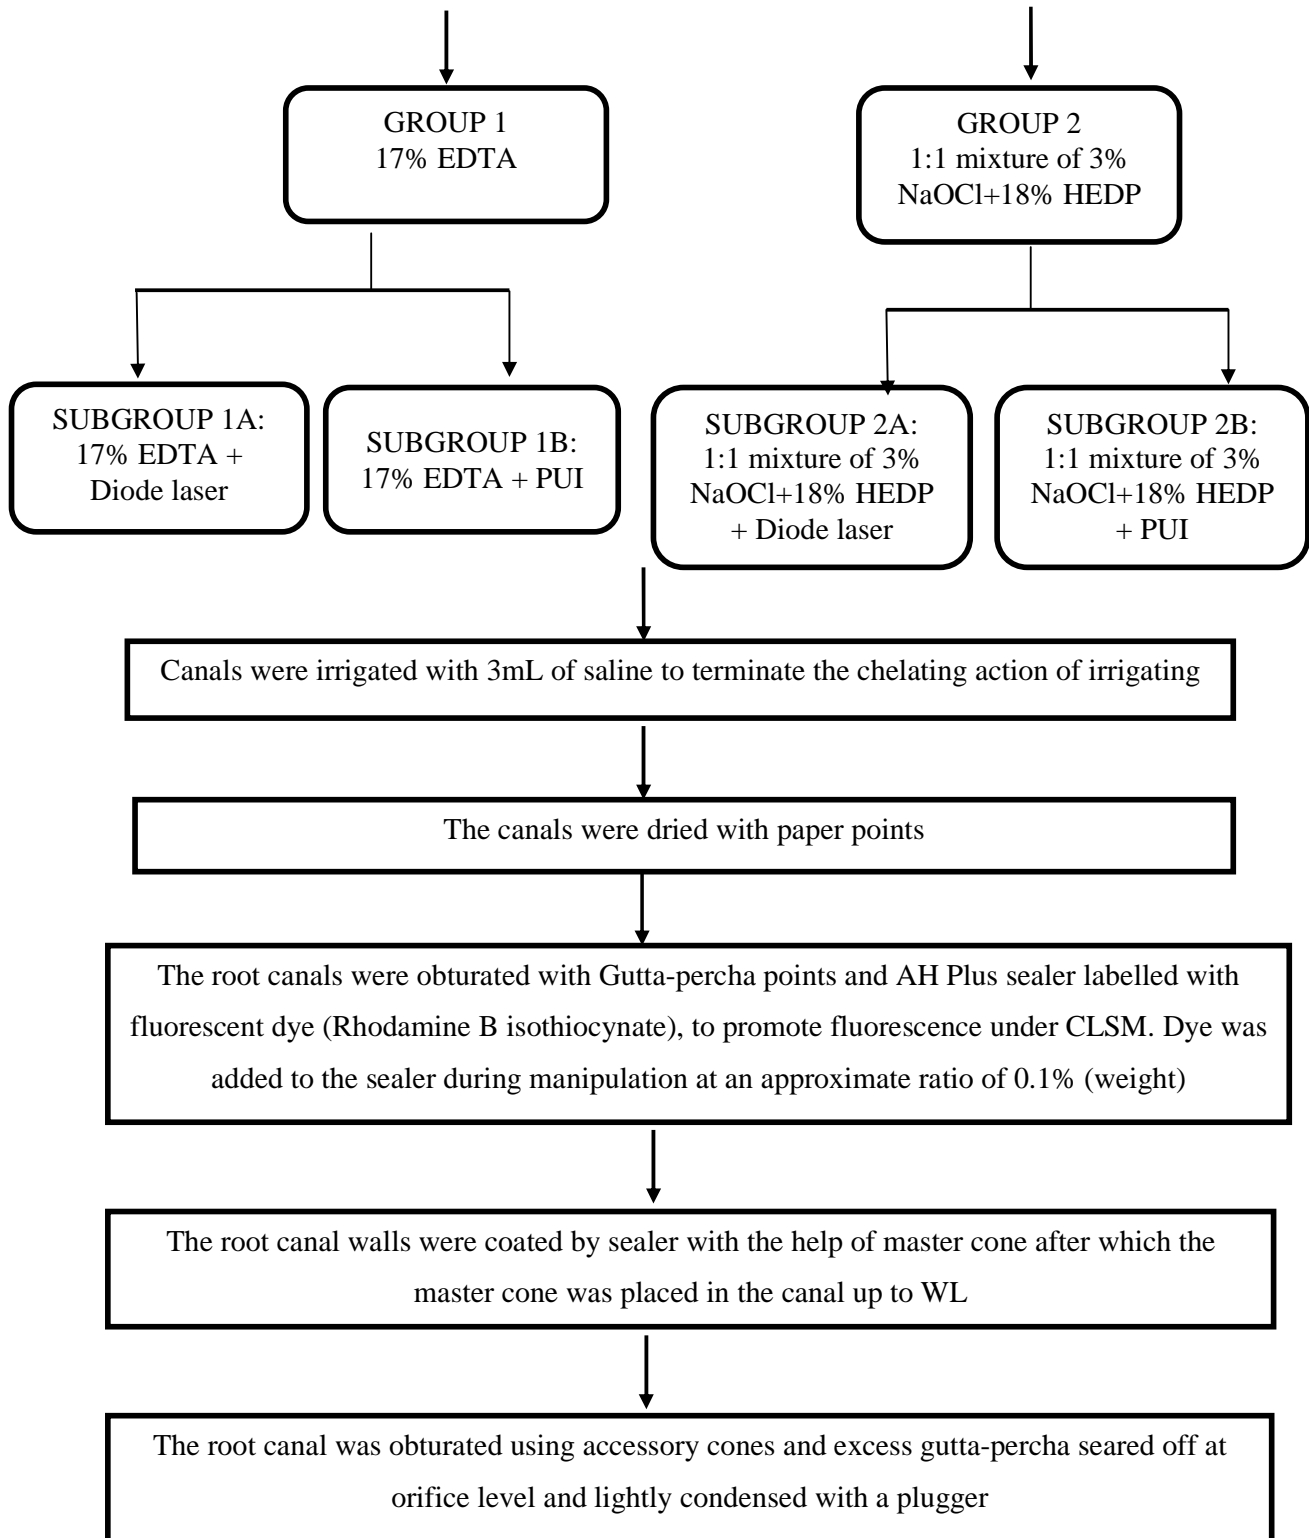 GROUP 1
17% EDTA
GROUP 2
1:1 mixture of 3%
NaOCl+18% HEDP
SUBGROUP 1A:
17% EDTA +
Diode laser
SUBGROUP 1B:
17% EDTA + PUI
SUBGROUP 2A:
1:1 mixture of 3%
NaOCl+18% HEDP
+ Diode laser
SUBGROUP 2B:
1:1 mixture of 3%
NaOCl+18% HEDP
+ PUI
Canals were irrigated with 3mL of saline to terminate the chelating action of irrigating
The canals were dried with paper points
The root canals were obturated with Gutta-percha points and AH Plus sealer labelled with
fluorescent dye (Rhodamine B isothiocynate), to promote fluorescence under CLSM. Dye was
added to the sealer during manipulation at an approximate ratio of 0.1% (weight)
The root canal walls were coated by sealer with the help of master cone after which the
master cone was placed in the canal up to WL
The root canal was obturated using accessory cones and excess gutta-percha seared off at
orifice level and lightly condensed with a plugger